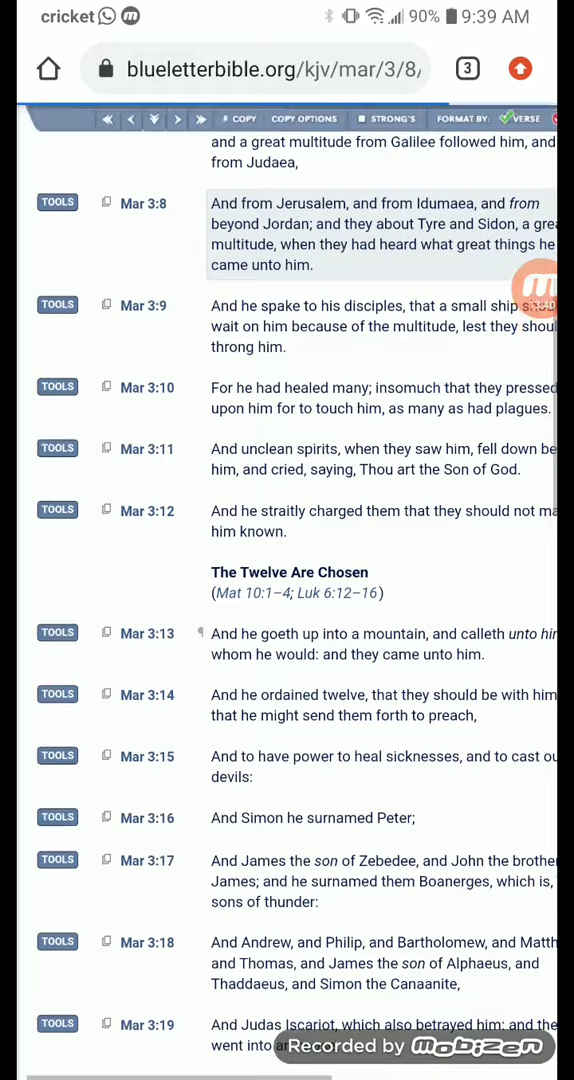 cricket 90% 9:39 AM
blueletterbible.org/kjv/mar/3/8/ 3
COPY COPY OPTIONS STRONG'S FORMAT BY: VERSE
and a great multitude from Galilee followed him, and
from Judaea,
TOOLS Mar 3:8 And from Jerusalem, and from Idumaea, and from
beyond Jordan; and they about Tyre and Sidon, a grea
multitude, when they had heard what great things he
came unto him.
TOOLS Mar 3:9 And he spake to his disciples, that a small ship
wait on him because of the multitude, lest they shoul
throng him.
TOOLS Mar 3:10 For he had healed many; insomuch that they pressed
upon him for to touch him, as many as had plagues.
TOOLS Mar 3:11 And unclean spirits, when they saw him, fell down be
him, and cried, saying, Thou art the Son of God.
TOOLS Mar 3:12 And he straitly charged them that they should not ma
him known.
The Twelve Are Chosen
(Mat 10:1–4; Luk 6:12–16)
TOOLS Mar 3:13 ¶ And he goeth up into a mountain, and calleth unto hi
whom he would: and they came unto him.
TOOLS Mar 3:14 And he ordained twelve, that they should be with him
that he might send them forth to preach,
TOOLS Mar 3:15 And to have power to heal sicknesses, and to cast ou
devils:
TOOLS Mar 3:16 And Simon he surnamed Peter;
TOOLS Mar 3:17 And James the son of Zebedee, and John the brothe
James; and he surnamed them Boanerges, which is,
sons of thunder:
TOOLS Mar 3:18 And Andrew, and Philip, and Bartholomew, and Matth
and Thomas, and James the son of Alphaeus, and
Thaddaeus, and Simon the Canaanite,
TOOLS Mar 3:19 And Judas Iscariot, which also betrayed him: and the
went into
Recorded by mobizen